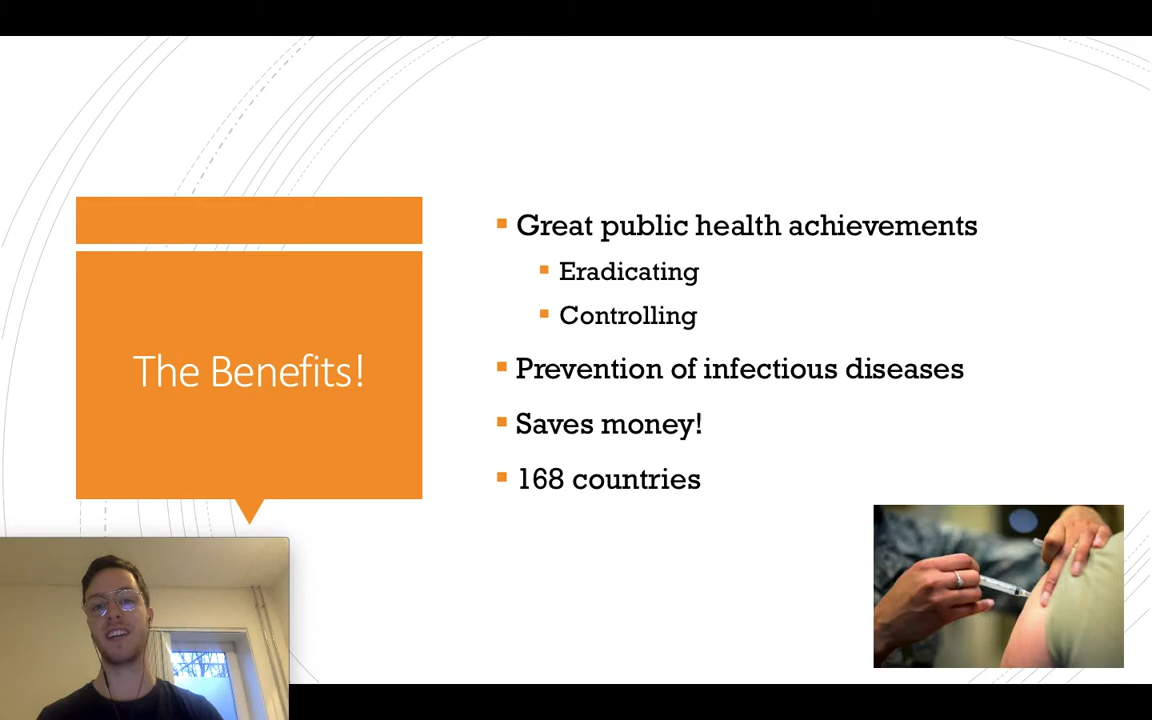 The Benefits!
Great public health achievements
Eradicating
Controlling
Prevention of infectious diseases
Saves money!
168 countries